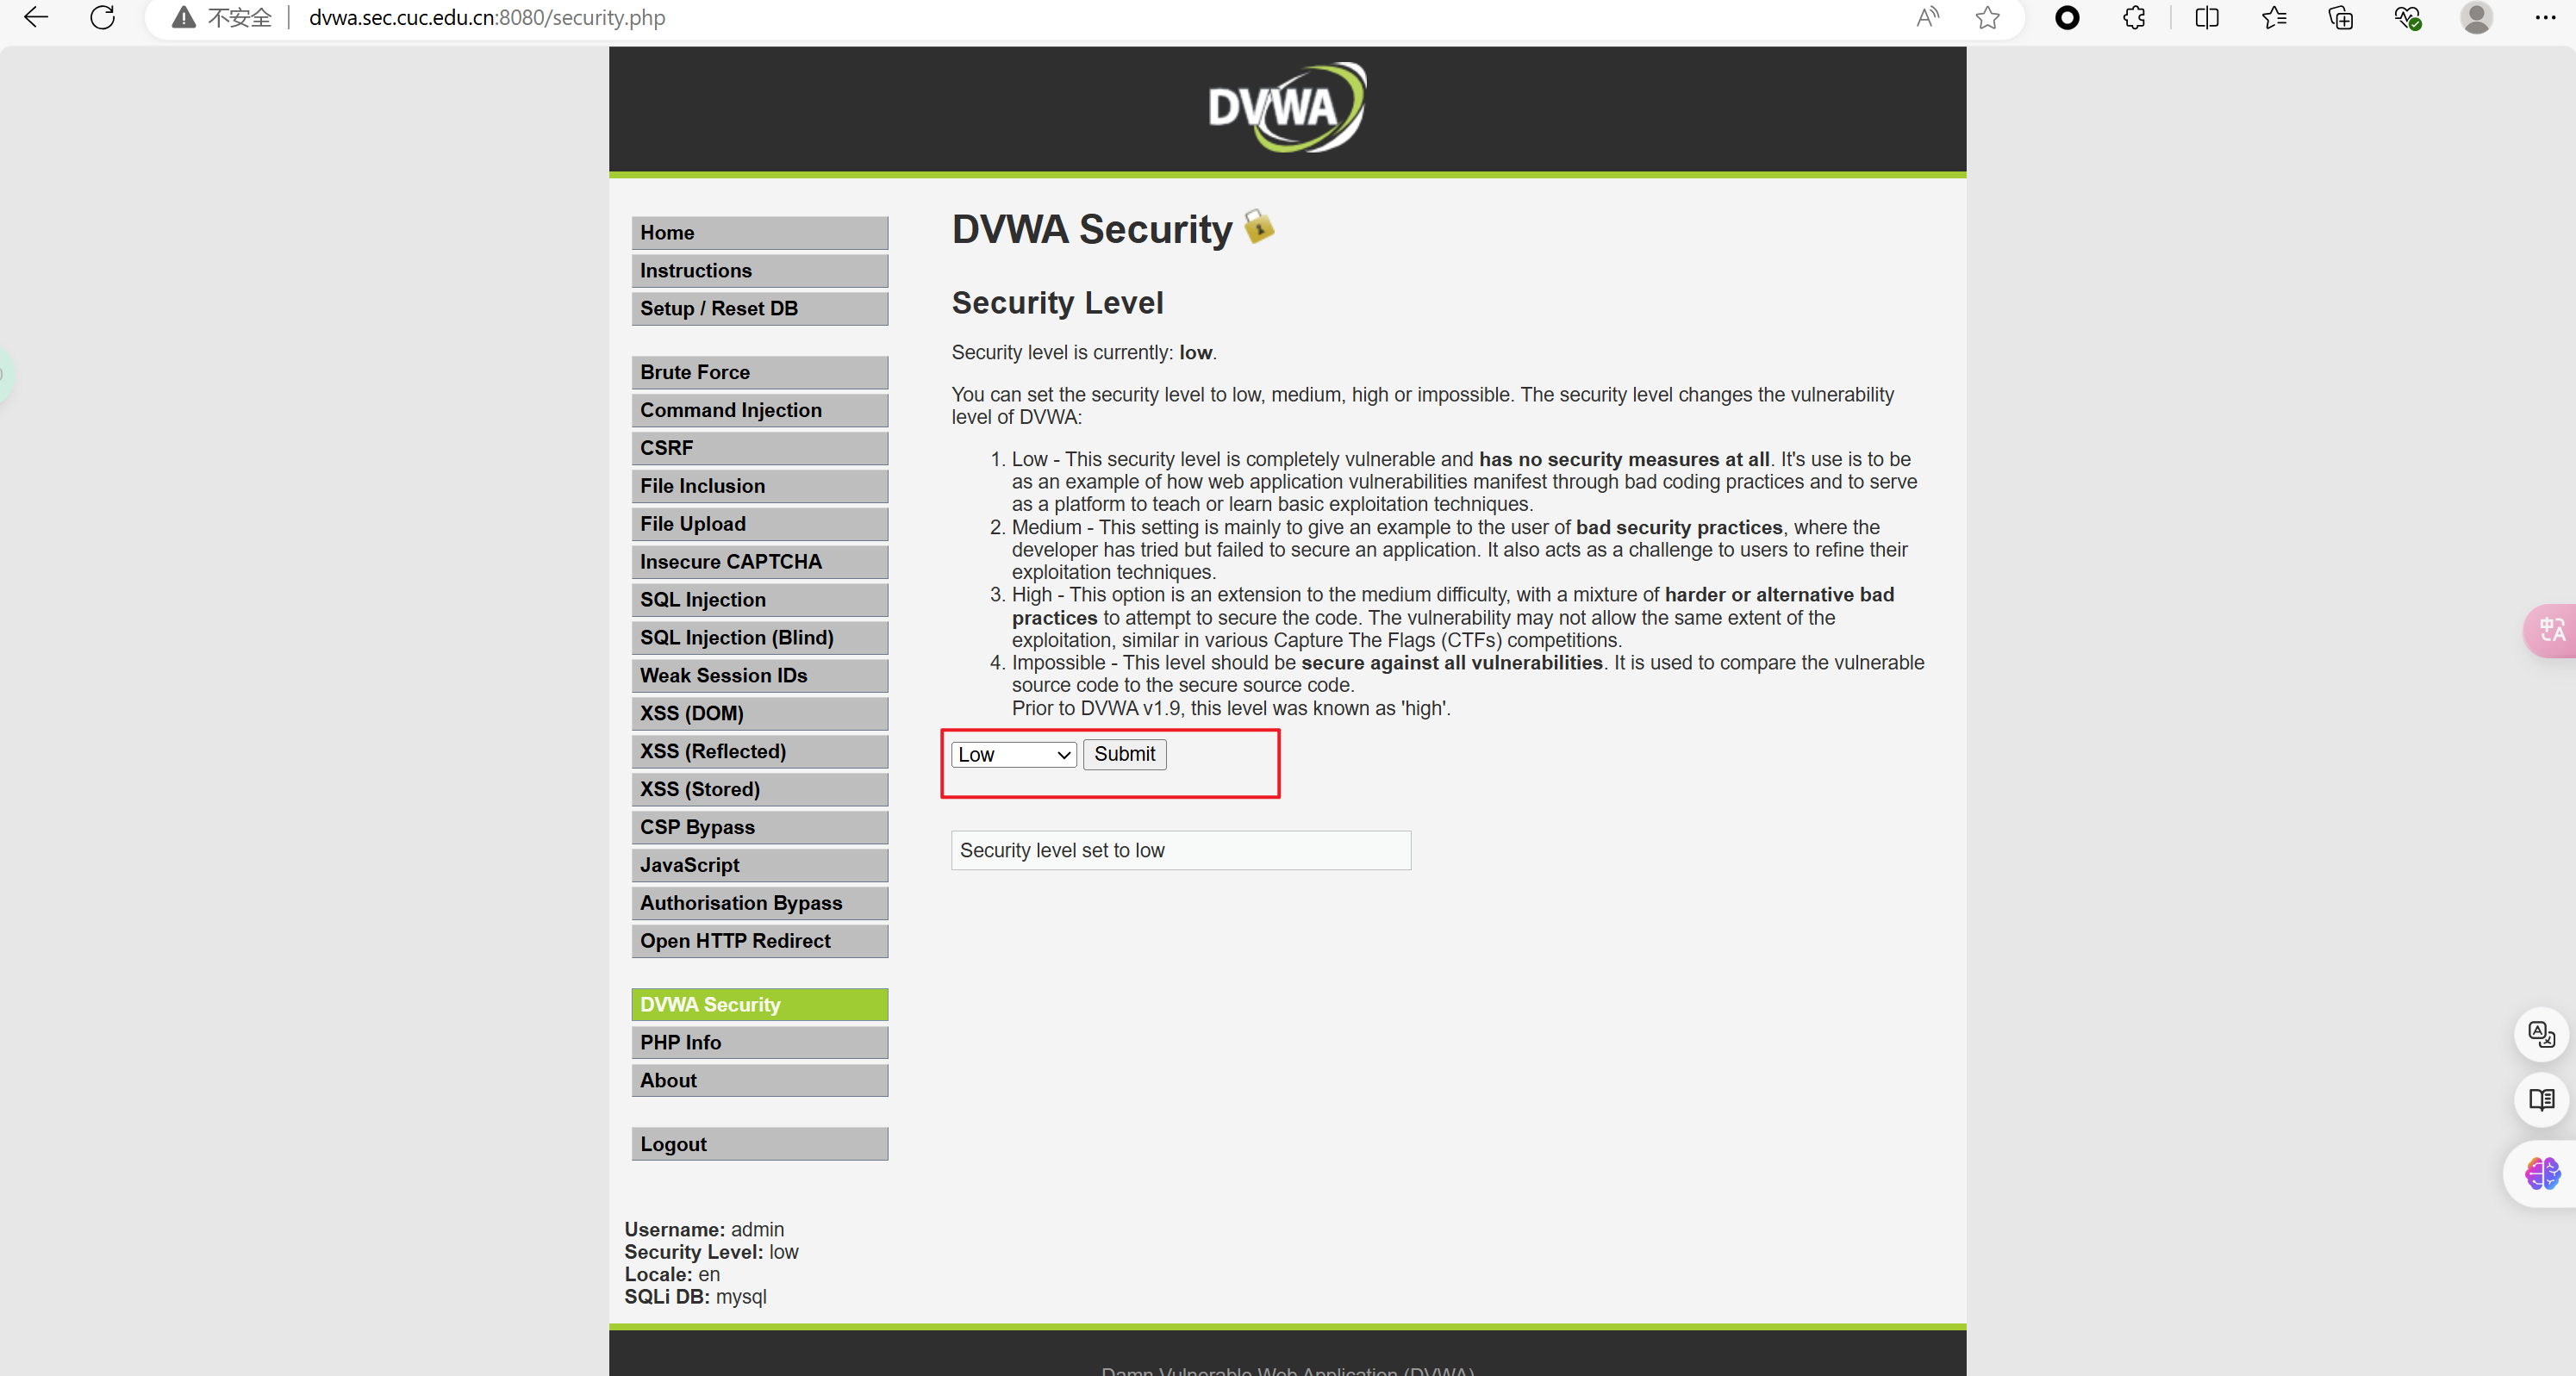 不安全 dvwa.sec.cuc.edu.cn:8080/security.php
DVWA
Home
Instructions
Setup / Reset DB
Brute Force
Command Injection
CSRF
File Inclusion
File Upload
Insecure CAPTCHA
SQL Injection
SQL Injection (Blind)
Weak Session IDs
XSS (DOM)
XSS (Reflected)
XSS (Stored)
CSP Bypass
JavaScript
Authorisation Bypass
Open HTTP Redirect
DVWA Security
PHP Info
About
Logout
Username: admin
Security Level: low
Locale: en
SQLi DB: mysql
DVWA Security
Security Level
Security level is currently: low.
You can set the security level to low, medium, high or impossible. The security level changes the vulnerability
level of DVWA:
1. Low - This security level is completely vulnerable and has no security measures at all. It's use is to be
as an example of how web application vulnerabilities manifest through bad coding practices and to serve
as a platform to teach or learn basic exploitation techniques.
2. Medium - This setting is mainly to give an example to the user of bad security practices, where the
developer has tried but failed to secure an application. It also acts as a challenge to users to refine their
exploitation techniques.
3. High - This option is an extension to the medium difficulty, with a mixture of harder or alternative bad
practices to attempt to secure the code. The vulnerability may not allow the same extent of the
exploitation, similar in various Capture The Flags (CTFs) competitions.
4. Impossible - This level should be secure against all vulnerabilities. It is used to compare the vulnerable
source code to the secure source code.
Prior to DVWA v1.9, this level was known as 'high'.
Low Submit
Security level set to low
Damn Vulnerable Web Application (DVWA)